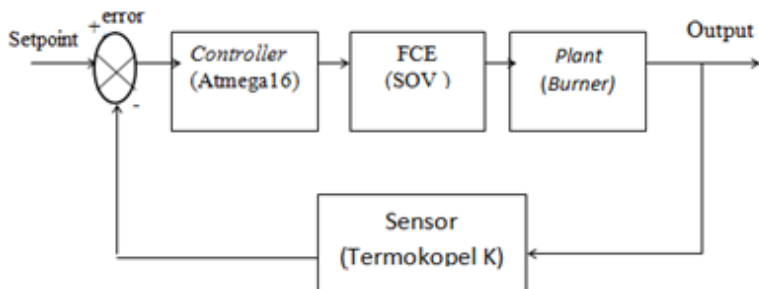 + error
Setpoint
-
Controller
(Atmega16)
FCE
(SOV )
Plant
(Burner)
Output
Sensor
(Termokopel K)